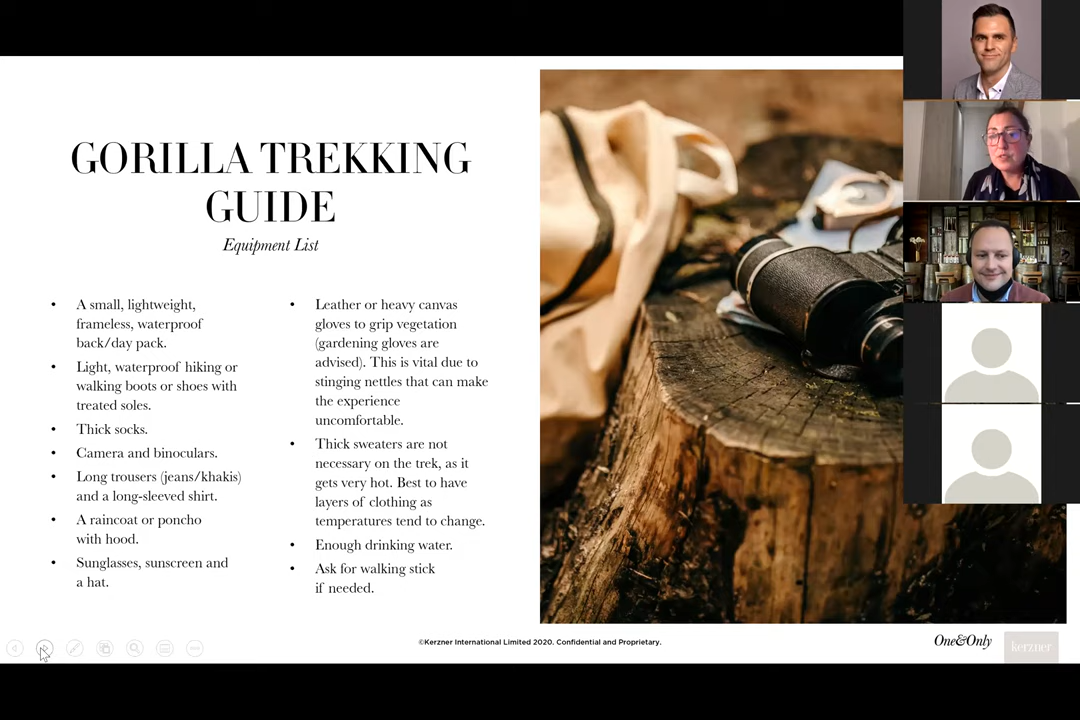 GORILLA TREKKING
GUIDE
Equipment List
• A small, lightweight,
frameless, waterproof
back/day pack.
• Light, waterproof hiking or
walking boots or shoes with
treated soles.
• Thick socks.
• Camera and binoculars.
• Long trousers (jeans/khakis)
and a long-sleeved shirt.
• A raincoat or poncho
with hood.
• Sunglasses, sunscreen and
a hat.
• Leather or heavy canvas
gloves to grip vegetation
(gardening gloves are
advised). This is vital due to
stinging nettles that can make
the experience
uncomfortable.
• Thick sweaters are not
necessary on the trek, as it
gets very hot. Best to have
layers of clothing as
temperatures tend to change.
• Enough drinking water.
• Ask for walking stick
if needed.
©Kerzner International Limited 2020. Confidential and Proprietary.
One&Only
kerzner